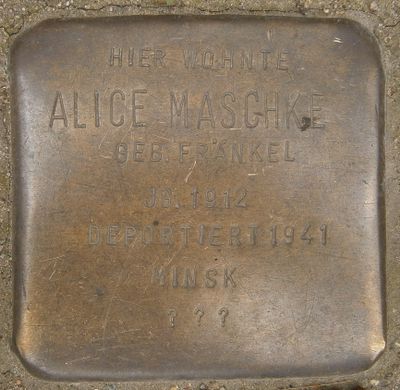 HIER WOHNTE
ALICE MASCHKE
GEB. FRÄNKEL
JG. 1912
DEPORTIERT 1941
MINSK
? ? ?